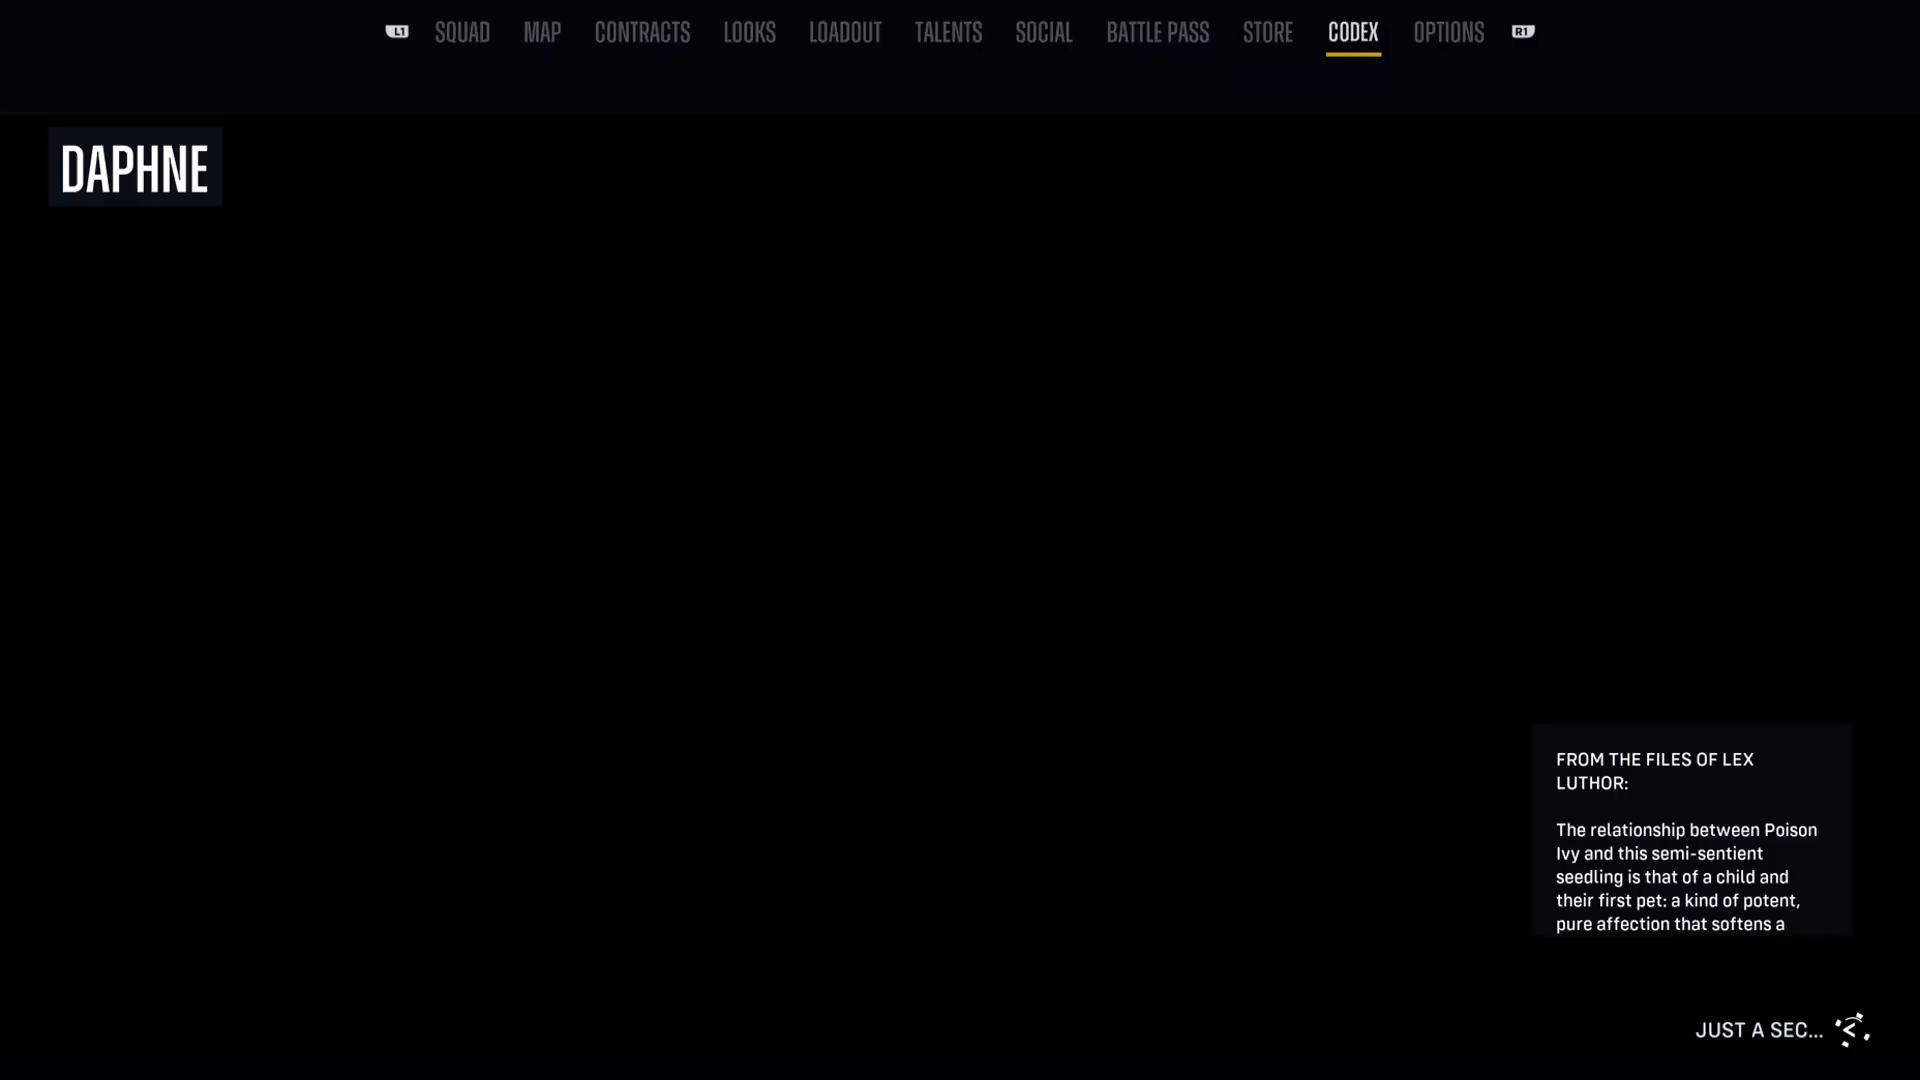 L1 SQUAD MAP CONTRACTS LOOKS LOADOUT TALENTS SOCIAL BATTLE PASS STORE CODEX OPTIONS R1
DAPHNE
FROM THE FILES OF LEX
LUTHOR:
The relationship between Poison
Ivy and this semi-sentient
seedling is that of a child and
their first pet: a kind of potent,
pure affection that softens a
JUST A SEC...